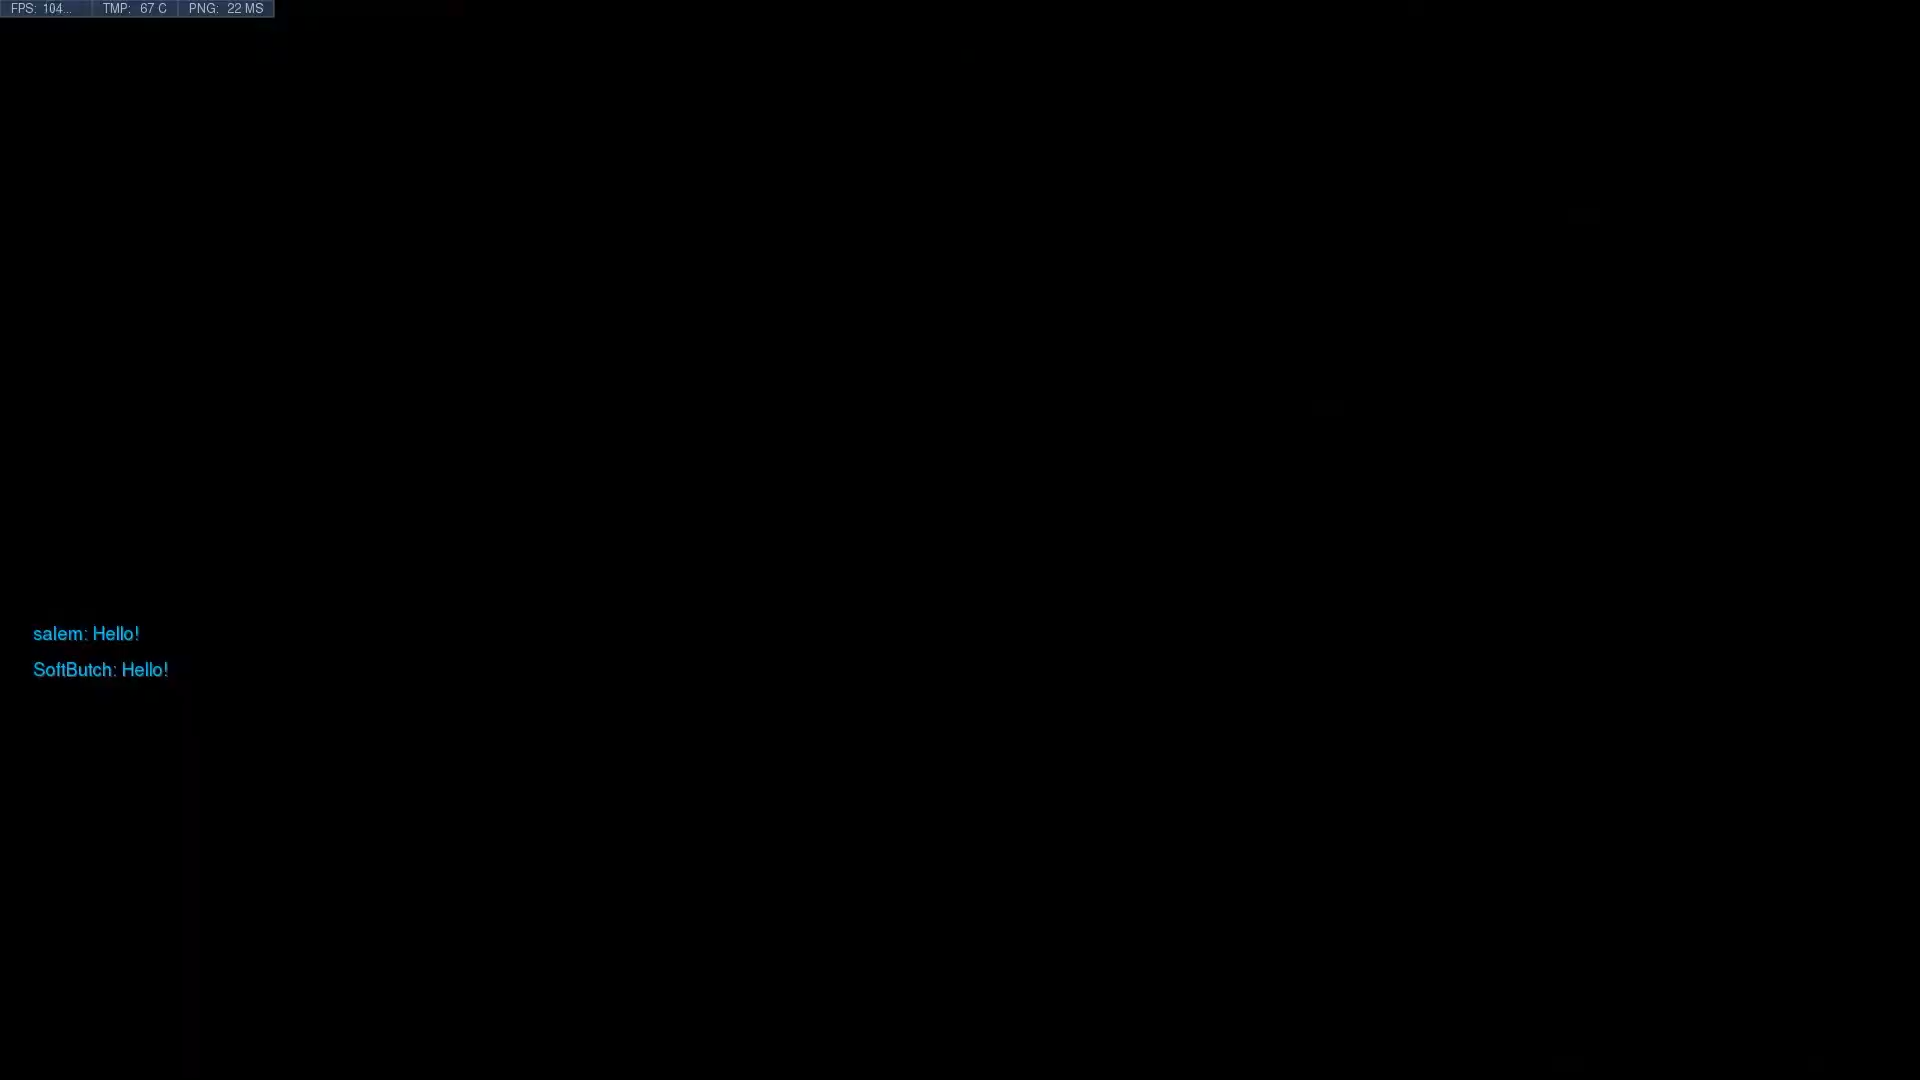 FPS: 104... TMP: 67 C PNG: 22 MS
salem: Hello!
SoftButch: Hello!